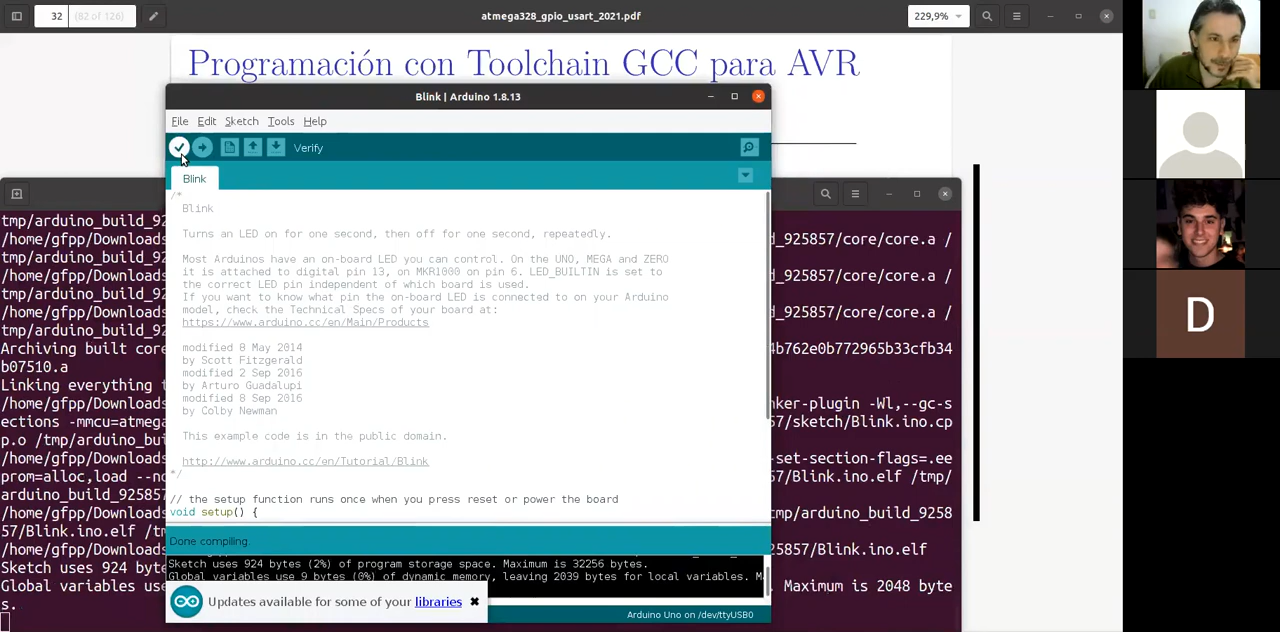 32 (82 of 126)
atmega328_gpio_usart_2021.pdf
229,9%
Programación con Toolchain GCC para AVR
Blink | Arduino 1.8.13
File Edit Sketch Tools Help
Verify
Blink
/*
Blink
Turns an LED on for one second, then off for one second, repeatedly.
Most Arduinos have an on-board LED you can control. On the UNO, MEGA and ZERO
it is attached to digital pin 13, on MKR1000 on pin 6. LED_BUILTIN is set to
the correct LED pin independent of which board is used.
If you want to know what pin the on-board LED is connected to on your Arduino
model, check the Technical Specs of your board at:
https://www.arduino.cc/en/Main/Products
modified 8 May 2014
by Scott Fitzgerald
modified 2 Sep 2016
by Arturo Guadalupi
modified 8 Sep 2016
by Colby Newman
This example code is in the public domain.
http://www.arduino.cc/en/Tutorial/Blink
*/
// the setup function runs once when you press reset or power the board
void setup() {
Done compiling.
Sketch uses 924 bytes (2%) of program storage space. Maximum is 32256 bytes.
Global variables use 9 bytes (0%) of dynamic memory, leaving 2039 bytes for local variables. M
Updates available for some of your libraries
Arduino Uno on /dev/ttyUSB0
tmp/arduino_build_92 d_925857/core/core.a /
/home/gfpp/Downloads
tmp/arduino_build_92 d_925857/core/core.a /
/home/gfpp/Downloads
tmp/arduino_build_92 d_925857/core/core.a /
/home/gfpp/Downloads
tmp/arduino_build_92 d_925857/core/core.a /
Archiving built core 4b762e0b772965b33cfb34
b07510.a
Linking everything
/home/gfpp/Downloads nker-plugin -Wl,--gc-s
ections -mmcu=atmega 57/sketch/Blink.ino.cp
p.o /tmp/arduino_bui
/home/gfpp/Downloads -set-section-flags=.ee
prom=alloc,load --no ink.ino.elf /tmp/
arduino_build_925857
/home/gfpp/Downloads mp/arduino_build_9258
57/Blink.ino.elf /tm
/home/gfpp/Downloads 25857/Blink.ino.elf
Sketch uses 924 byte
Global variables use Maximum is 2048 byte
s.
D